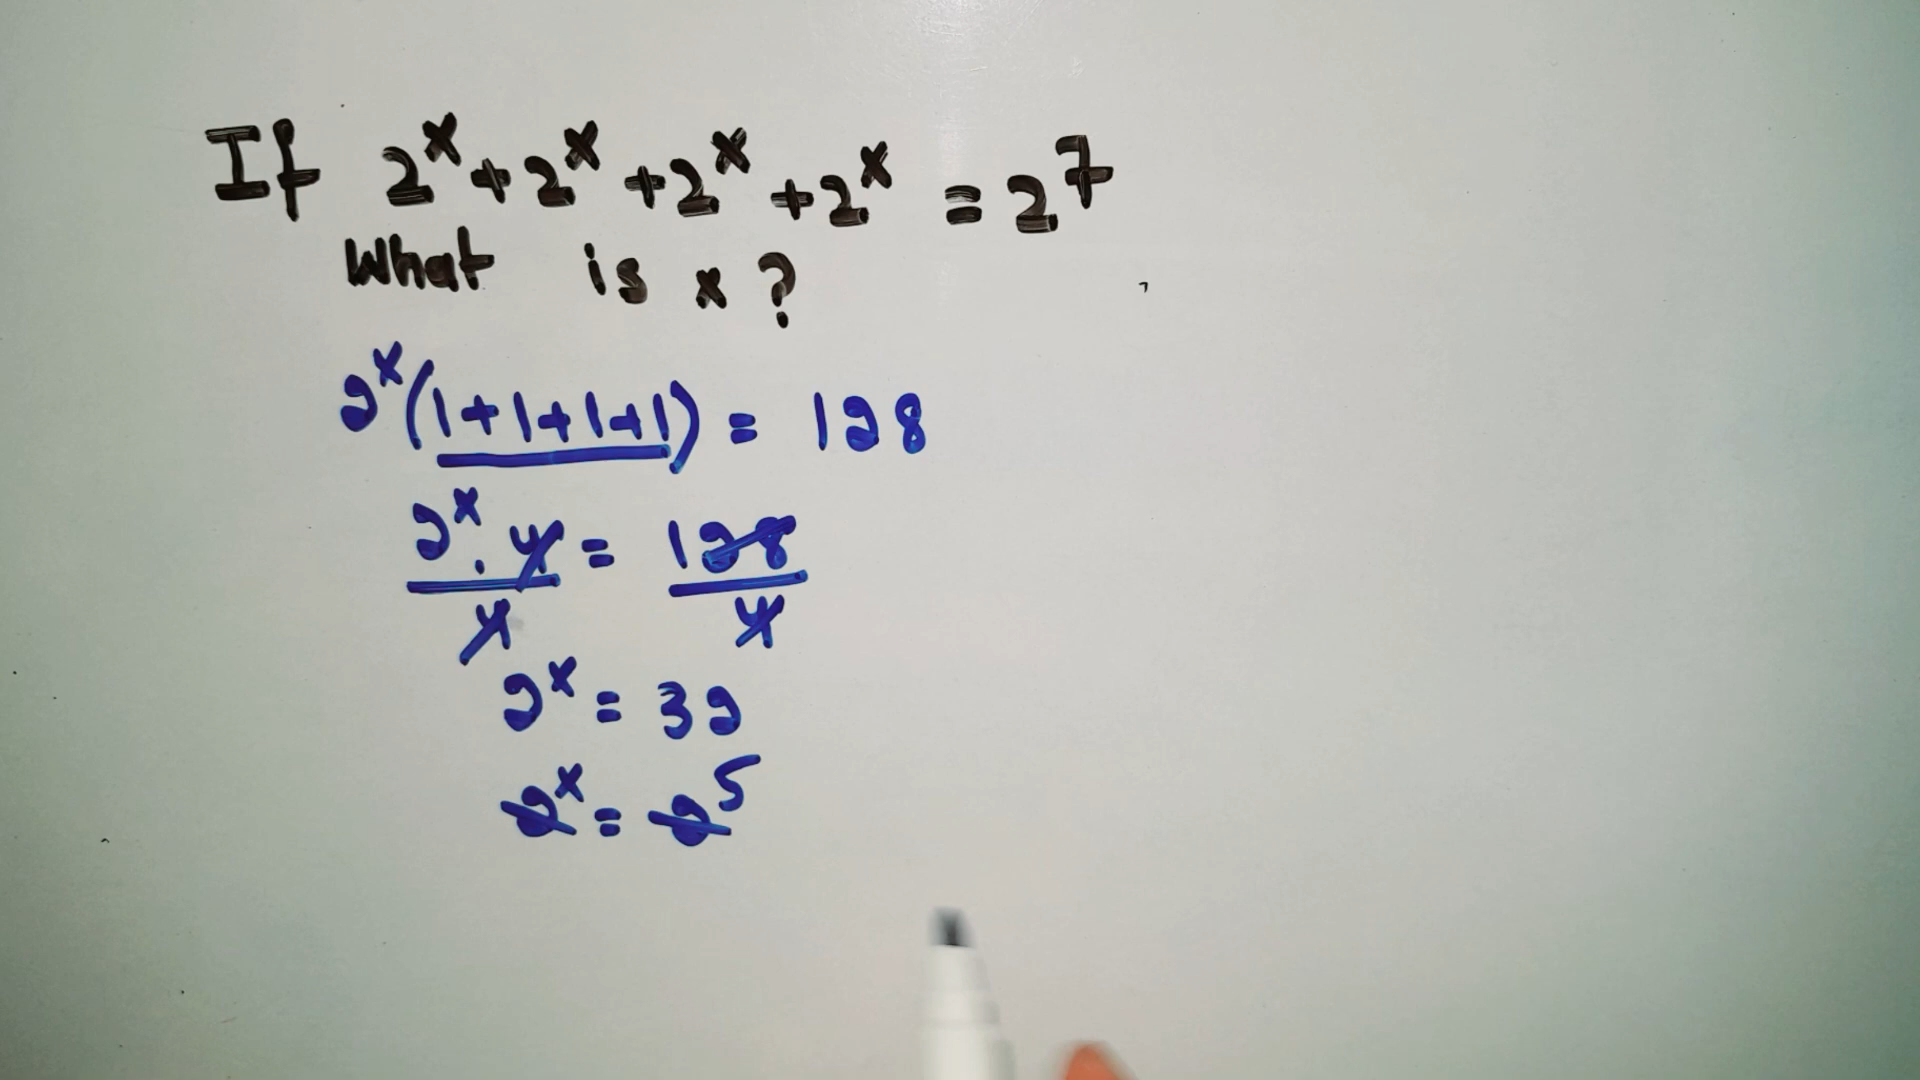 If 2^x + 2^x + 2^x + 2^x = 2^7
What is x ?
2^x (1+1+1+1) = 128
2^x . 4 = 128
4 4
2^x = 32
2^x = 2^5